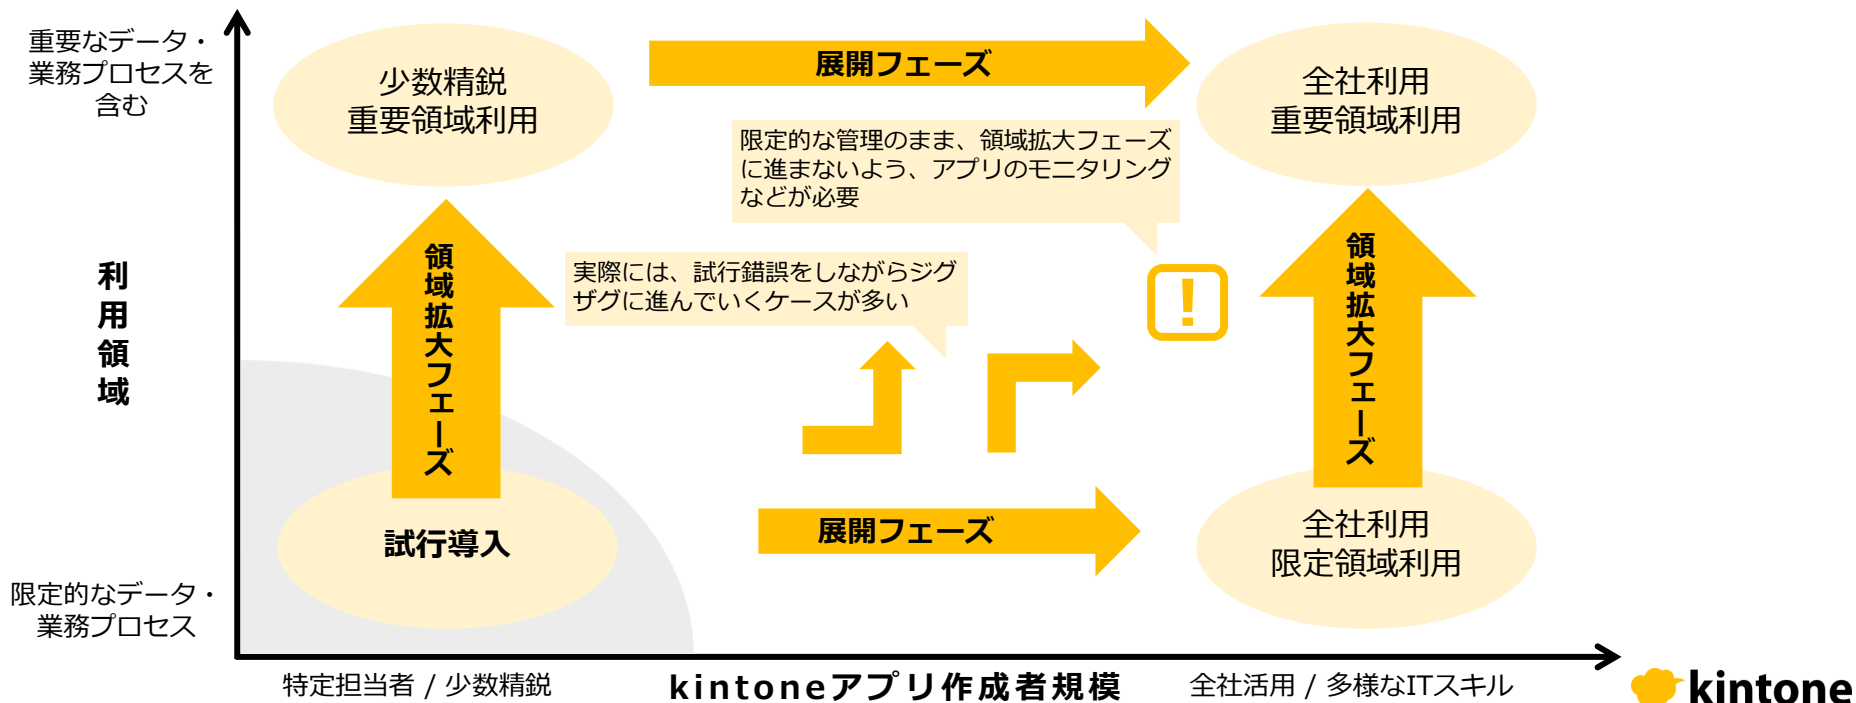 重要なデータ・
業務プロセスを
含む
少数精鋭
重要領域利用
展開フェーズ
全社利用
重要領域利用
限定的な管理のまま、領域拡大フェーズ
に進まないよう、アプリのモニタリング
などが必要
利用領域
領域拡大フェーズ
実際には、試行錯誤をしながらジグ
ザグに進んでいくケースが多い
!
領域拡大フェーズ
試行導入
展開フェーズ
全社利用
限定領域利用
限定的なデータ・
業務プロセス
特定担当者 / 少数精鋭
kintoneアプリ作成者規模
全社活用 / 多様なITスキル
kintone